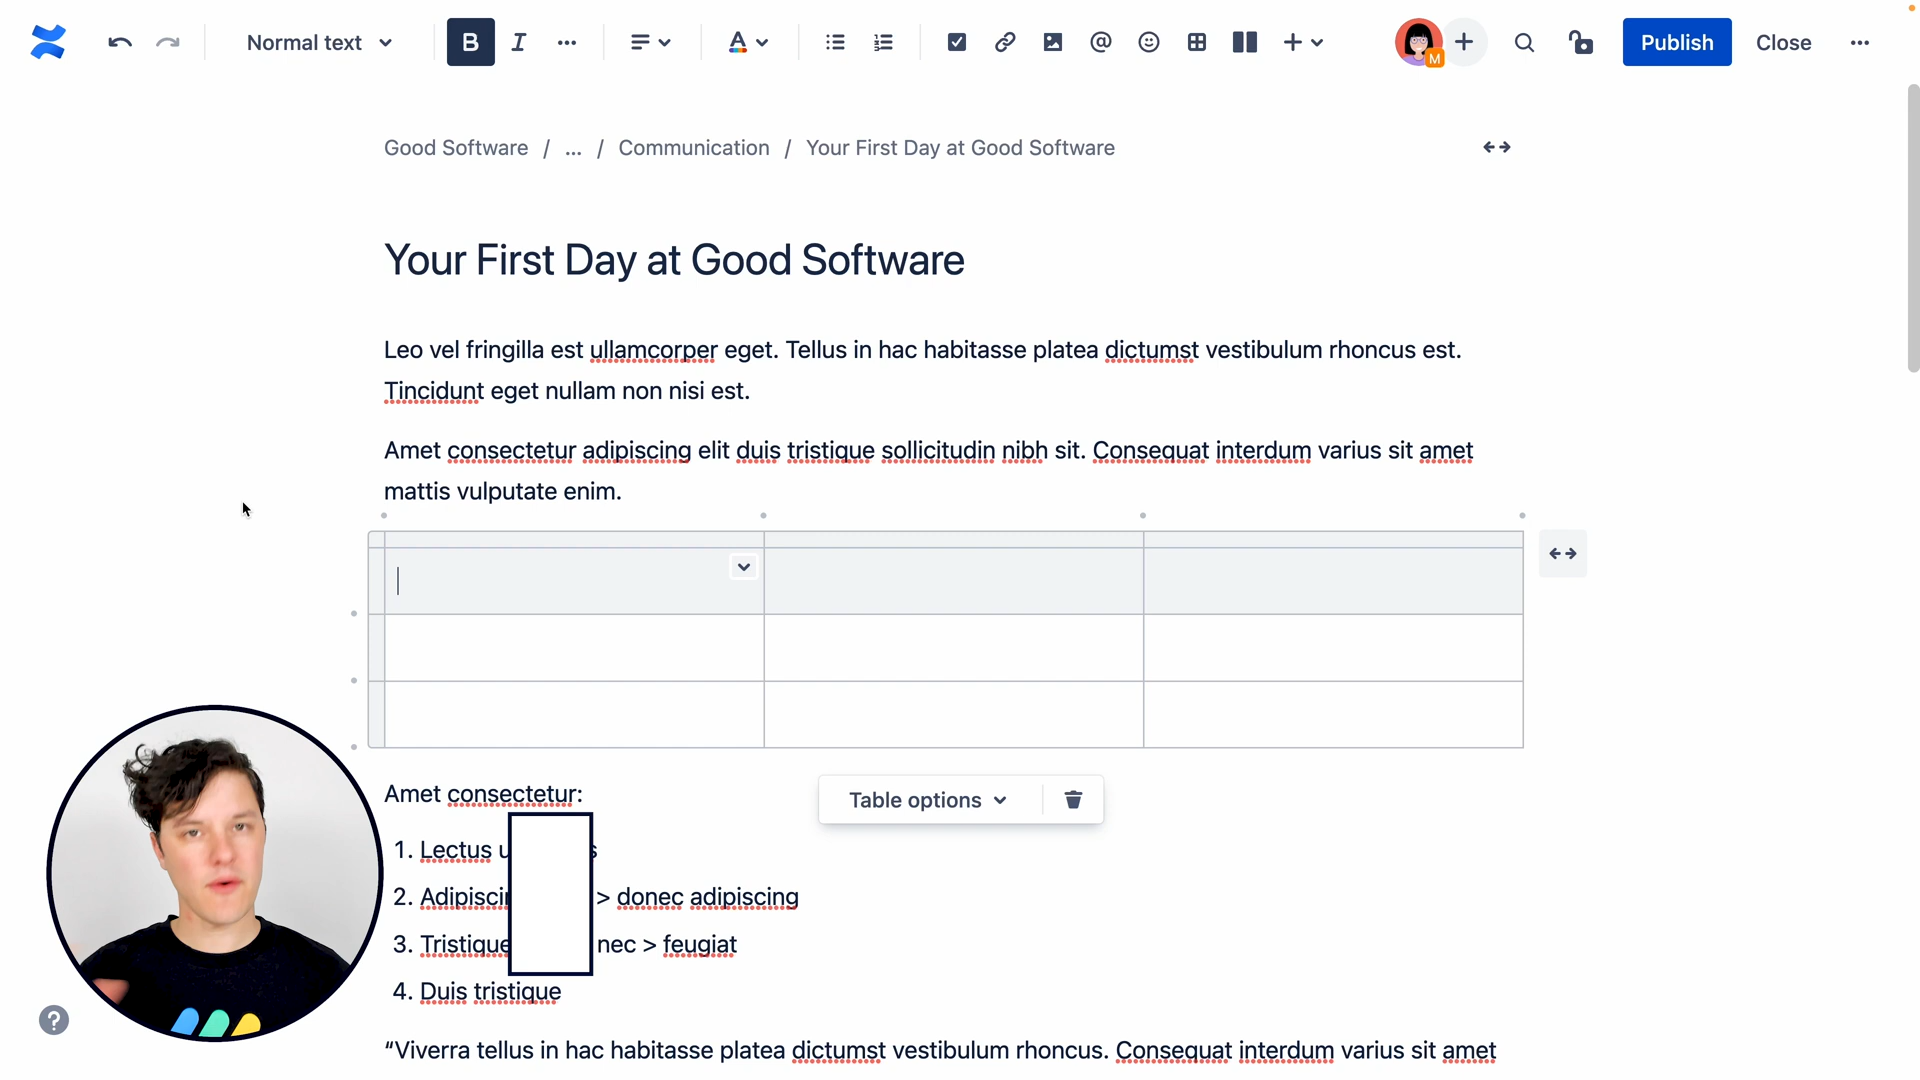 Normal text
B
I
A
@
M
Publish
Close
Good Software / ... / Communication / Your First Day at Good Software
Your First Day at Good Software
Leo vel fringilla est ullamcorper eget. Tellus in hac habitasse platea dictumst vestibulum rhoncus est.
Tincidunt eget nullam non nisi est.
Amet consectetur adipiscing elit duis tristique sollicitudin nibh sit. Consequat interdum varius sit amet
mattis vulputate enim.
Amet consectetur:
Table options
1. Lectus
2. > donec adipiscing
3. Tristique nec > feugiat
4. Duis tristique
?
“Viverra tellus in hac habitasse platea dictumst vestibulum rhoncus. Consequat interdum varius sit amet